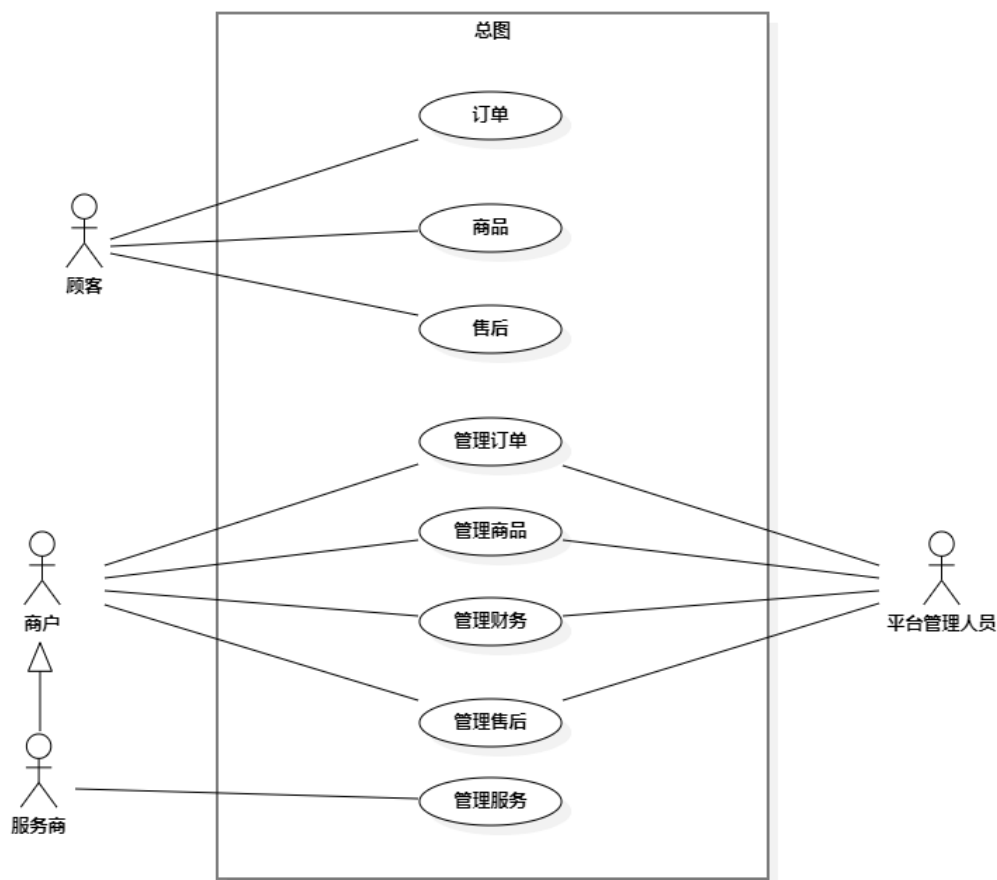 总图
订单
商品
顾客
售后
管理订单
管理商品
商户
管理财务
平台管理人员
管理售后
管理服务
服务商